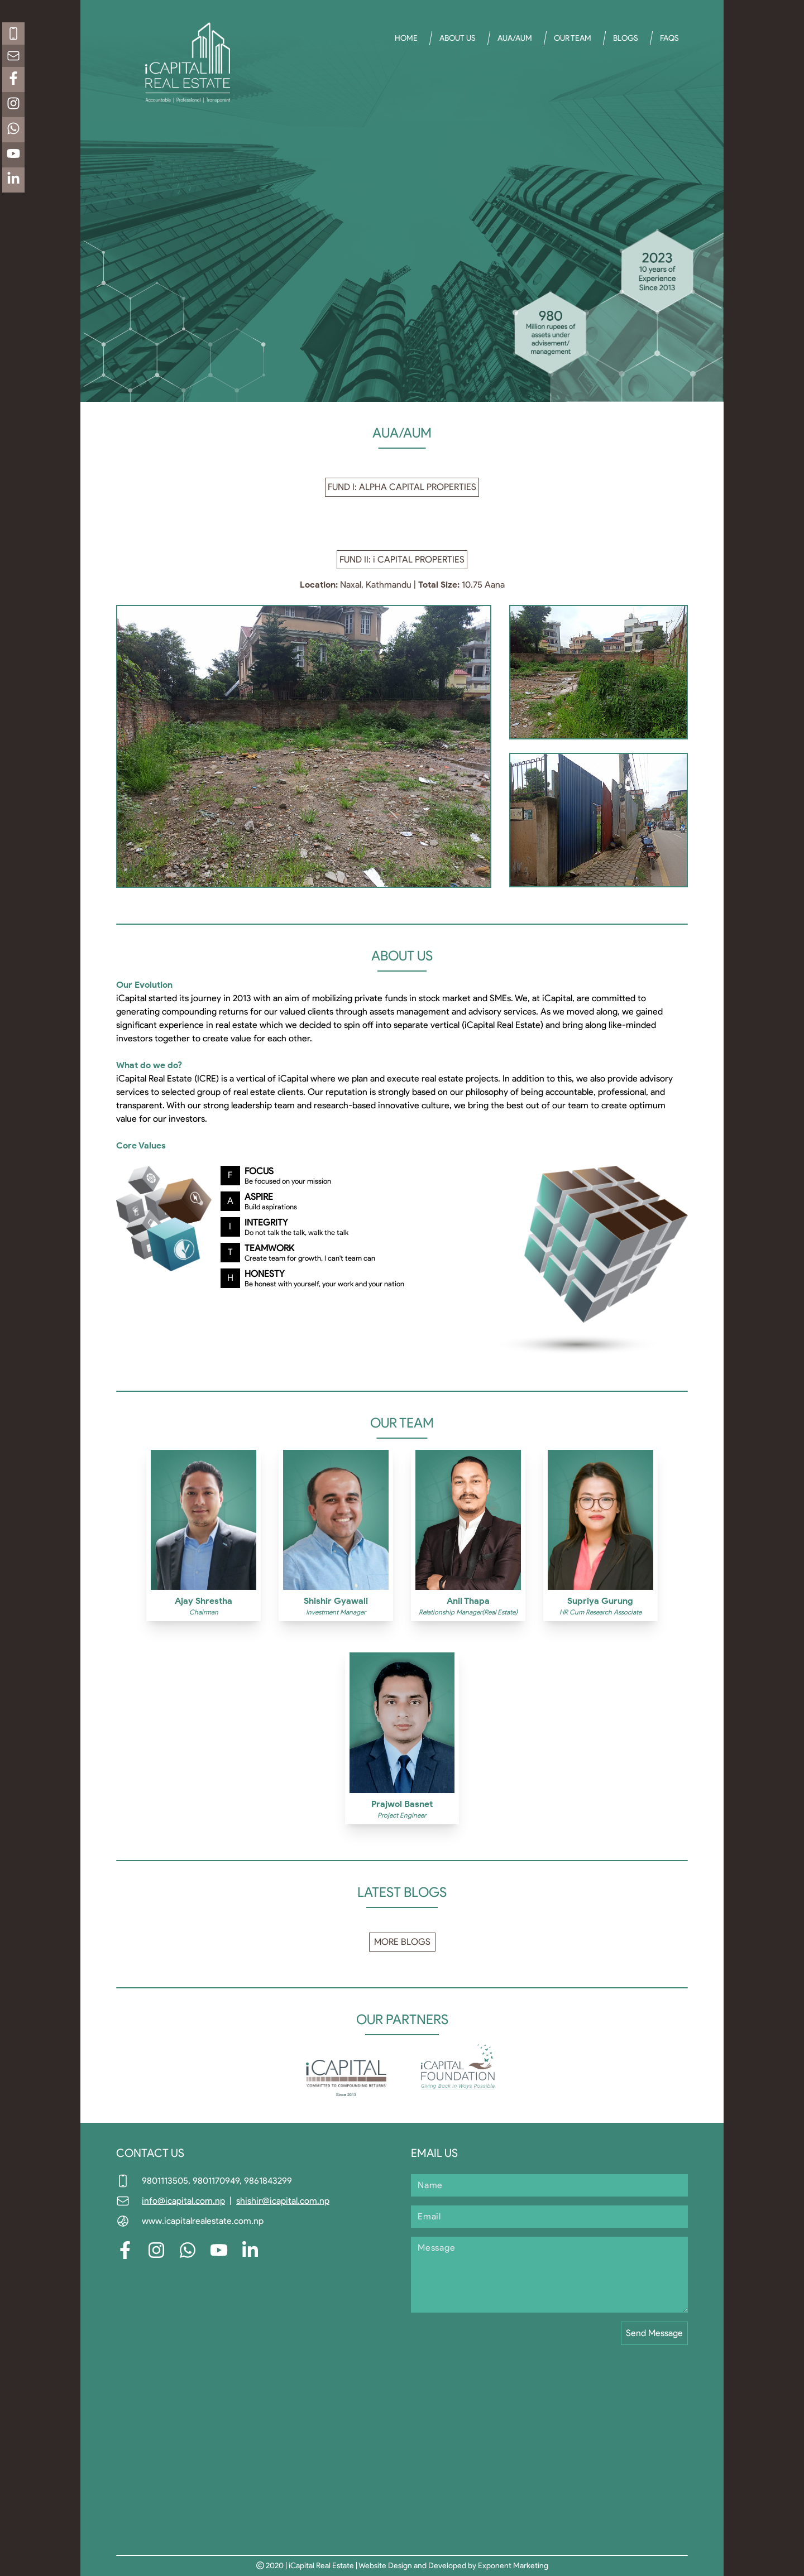 iCAPITAL
REAL ESTATE
Accountable | Professional | Transparent
HOME
ABOUT US
AUA/AUM
OUR TEAM
BLOGS
FAQS
2023
10 years of
Experience
Since 2013
980
Million rupees of
assets under
advisement/
management
AUA/AUM
FUND I: ALPHA CAPITAL PROPERTIES
FUND II: i CAPITAL PROPERTIES
Location: Naxal, Kathmandu | Total Size: 10.75 Aana
ABOUT US
Our Evolution
iCapital started its journey in 2013 with an aim of mobilizing private funds in stock market and SMEs. We, at iCapital, are committed to
generating compounding returns for our valued clients through assets management and advisory services. As we moved along, we gained
significant experience in real estate which we decided to spin off into separate vertical (iCapital Real Estate) and bring along like-minded
investors together to create value for each other.
What do we do?
iCapital Real Estate (ICRE) is a vertical of iCapital where we plan and execute real estate projects. In addition to this, we also provide advisory
services to selected group of real estate clients. Our reputation is strongly based on our philosophy of being accountable, professional, and
transparent. With our strong leadership team and research-based innovative culture, we bring the best out of our team to create optimum
value for our investors.
Core Values
F
FOCUS
Be focused on your mission
A
ASPIRE
Build aspirations
I
INTEGRITY
Do not talk the talk, walk the talk
T
TEAMWORK
Create team for growth, I can't team can
H
HONESTY
Be honest with yourself, your work and your nation
OUR TEAM
Ajay Shrestha
Chairman
Shishir Gyawali
Investment Manager
Anil Thapa
Relationship Manager(Real Estate)
Supriya Gurung
HR Cum Research Associate
Prajwol Basnet
Project Engineer
LATEST BLOGS
MORE BLOGS
OUR PARTNERS
iCAPITAL
COMMITTED TO COMPOUNDING RETURNS
Since 2013
iCAPITAL
FOUNDATION
Giving Back in Ways Possible
CONTACT US
9801113505, 9801170949, 9861843299
info@icapital.com.np | shishir@icapital.com.np
www.icapitalrealestate.com.np
EMAIL US
Name
Email
Message
Send Message
© 2020 | iCapital Real Estate | Website Design and Developed by Exponent Marketing